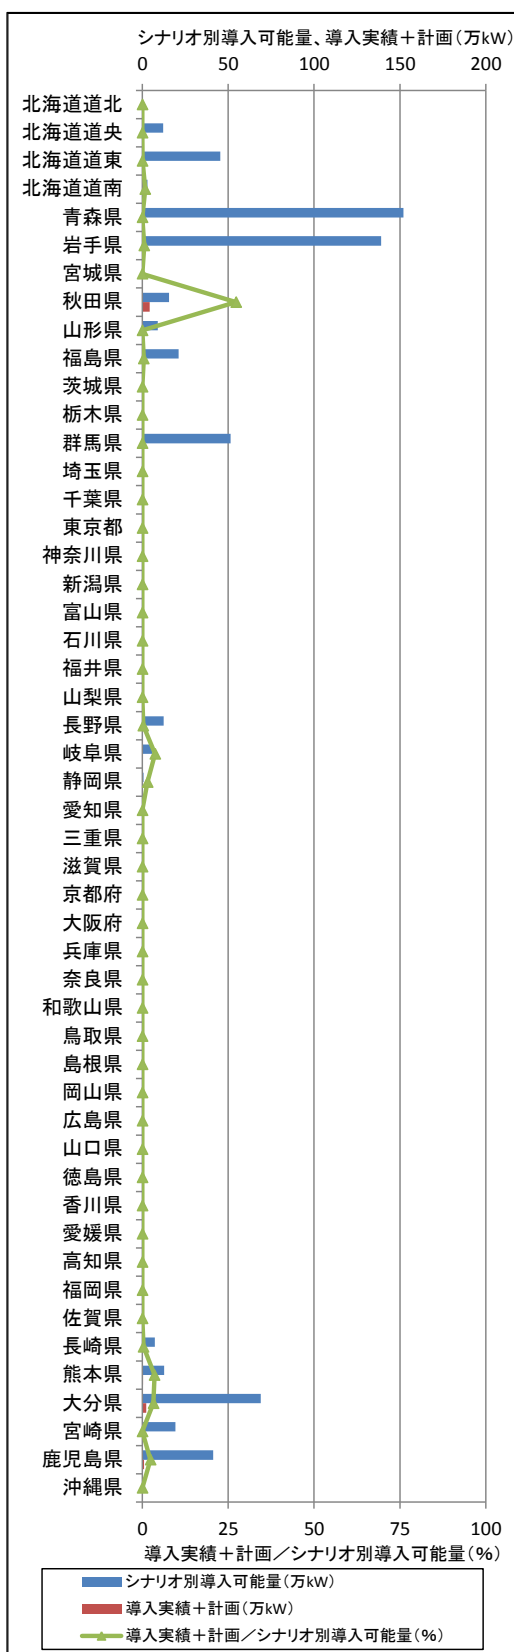 シナリオ別導入可能量、導入実績＋計画（万kW）
0 50 100 150 200
北海道道北
北海道道央
北海道道東
北海道道南
青森県
岩手県
宮城県
秋田県
山形県
福島県
茨城県
栃木県
群馬県
埼玉県
千葉県
東京都
神奈川県
新潟県
富山県
石川県
福井県
山梨県
長野県
岐阜県
静岡県
愛知県
三重県
滋賀県
京都府
大阪府
兵庫県
奈良県
和歌山県
鳥取県
島根県
岡山県
広島県
山口県
徳島県
香川県
愛媛県
高知県
福岡県
佐賀県
長崎県
熊本県
大分県
宮崎県
鹿児島県
沖縄県
0 25 50 75 100
導入実績＋計画／シナリオ別導入可能量（％）
シナリオ別導入可能量（万kW）
導入実績＋計画（万kW）
導入実績＋計画／シナリオ別導入可能量（％）